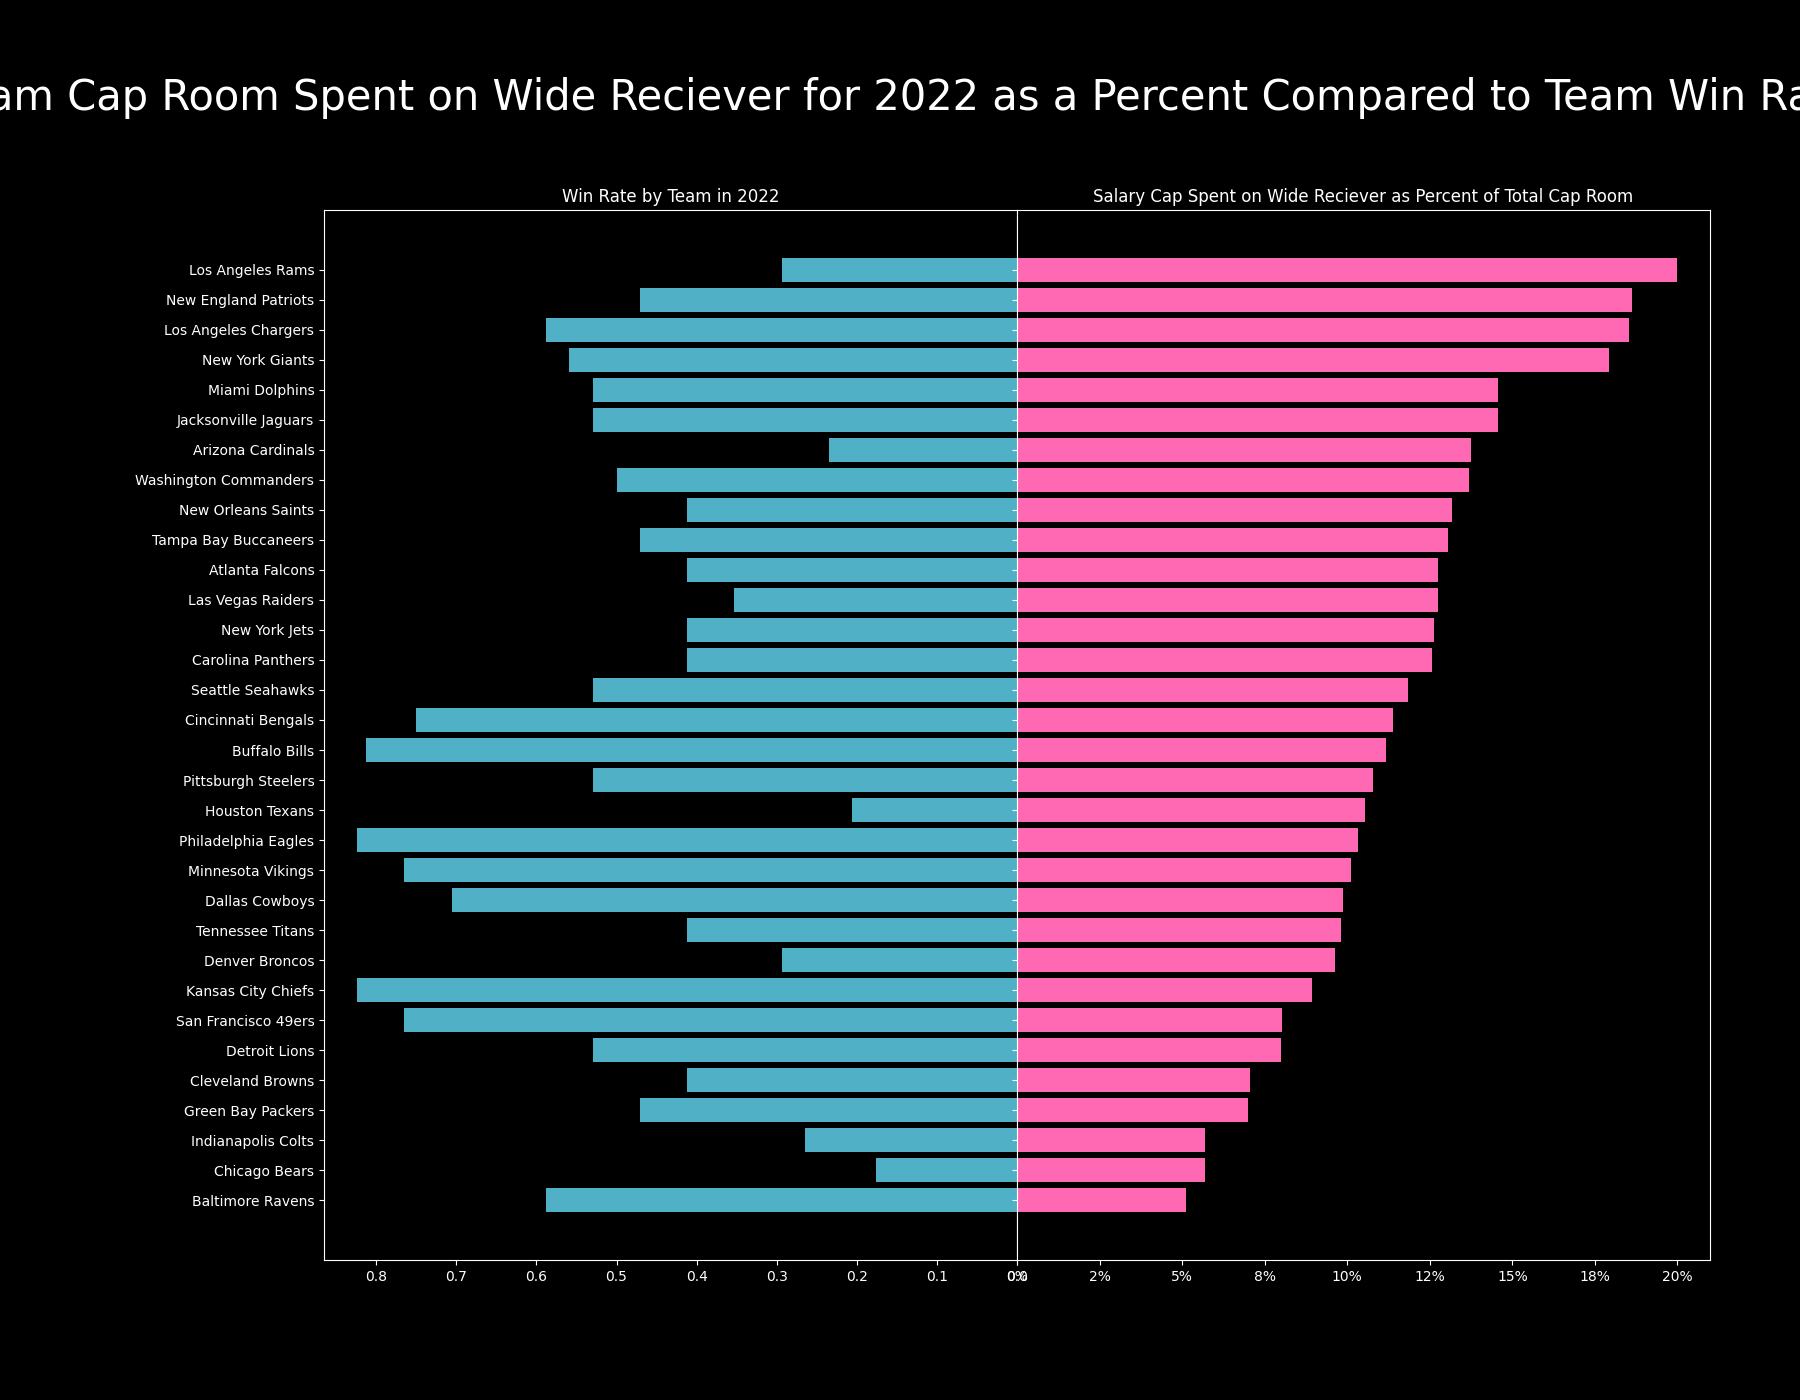 am Cap Room Spent on Wide Reciever for 2022 as a Percent Compared to Team Win Ra
Win Rate by Team in 2022
Salary Cap Spent on Wide Reciever as Percent of Total Cap Room
Los Angeles Rams
New England Patriots
Los Angeles Chargers
New York Giants
Miami Dolphins
Jacksonville Jaguars
Arizona Cardinals
Washington Commanders
New Orleans Saints
Tampa Bay Buccaneers
Atlanta Falcons
Las Vegas Raiders
New York Jets
Carolina Panthers
Seattle Seahawks
Cincinnati Bengals
Buffalo Bills
Pittsburgh Steelers
Houston Texans
Philadelphia Eagles
Minnesota Vikings
Dallas Cowboys
Tennessee Titans
Denver Broncos
Kansas City Chiefs
San Francisco 49ers
Detroit Lions
Cleveland Browns
Green Bay Packers
Indianapolis Colts
Chicago Bears
Baltimore Ravens
0.8 0.7 0.6 0.5 0.4 0.3 0.2 0.1 0% 2% 5% 8% 10% 12% 15% 18% 20%